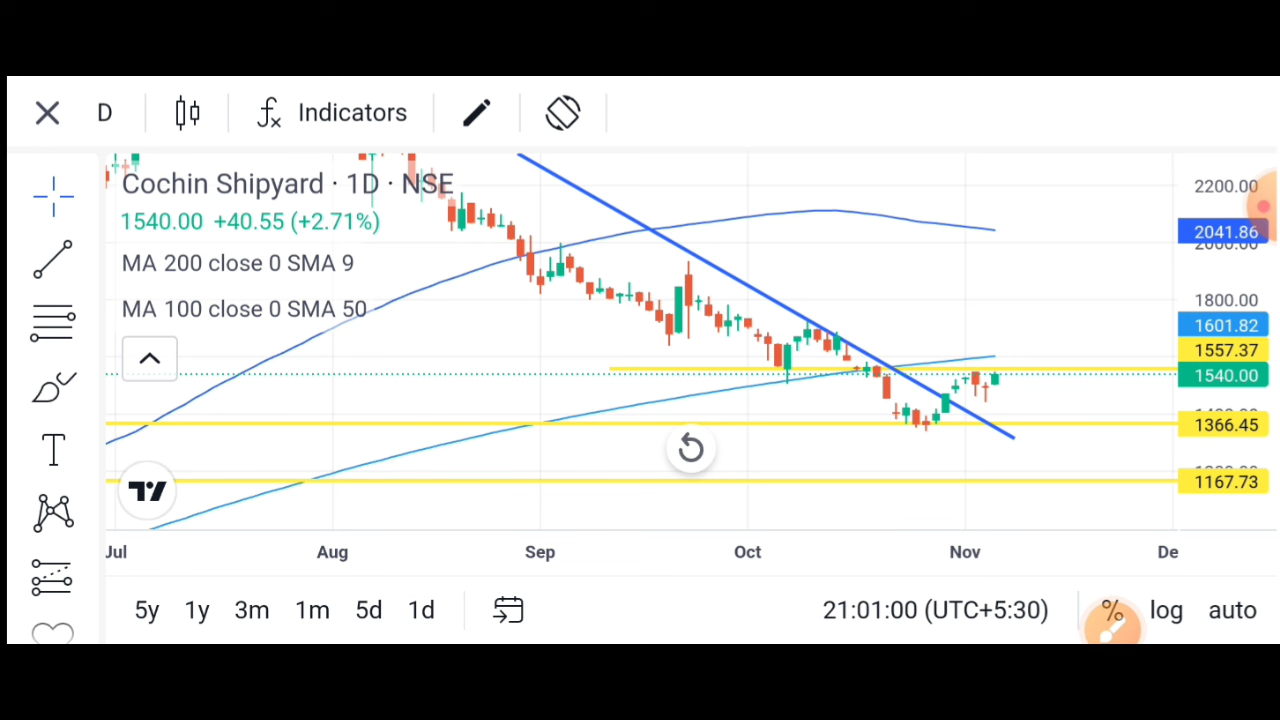 D
Indicators
Cochin Shipyard · 1D · NSE
1540.00 +40.55 (+2.71%)
MA 200 close 0 SMA 9
MA 100 close 0 SMA 50
2200.00
2041.86
2000.00
1800.00
1601.82
1557.37
1540.00
1366.45
1167.73
Jul Aug Sep Oct Nov De
5y 1y 3m 1m 5d 1d 21:01:00 (UTC+5:30) % log auto